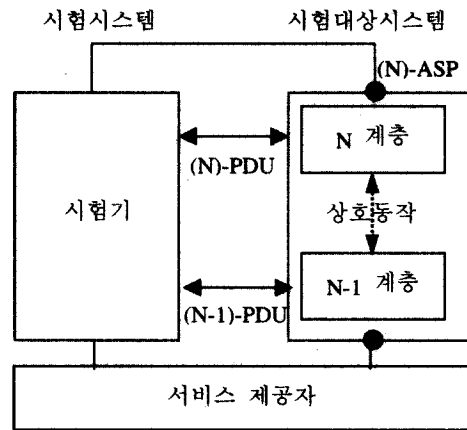 시험시스템
시험대상시스템
(N)-ASP
N 계층
(N)-PDU
시험기
상호동작
N-1 계층
(N-1)-PDU
서비스 제공자